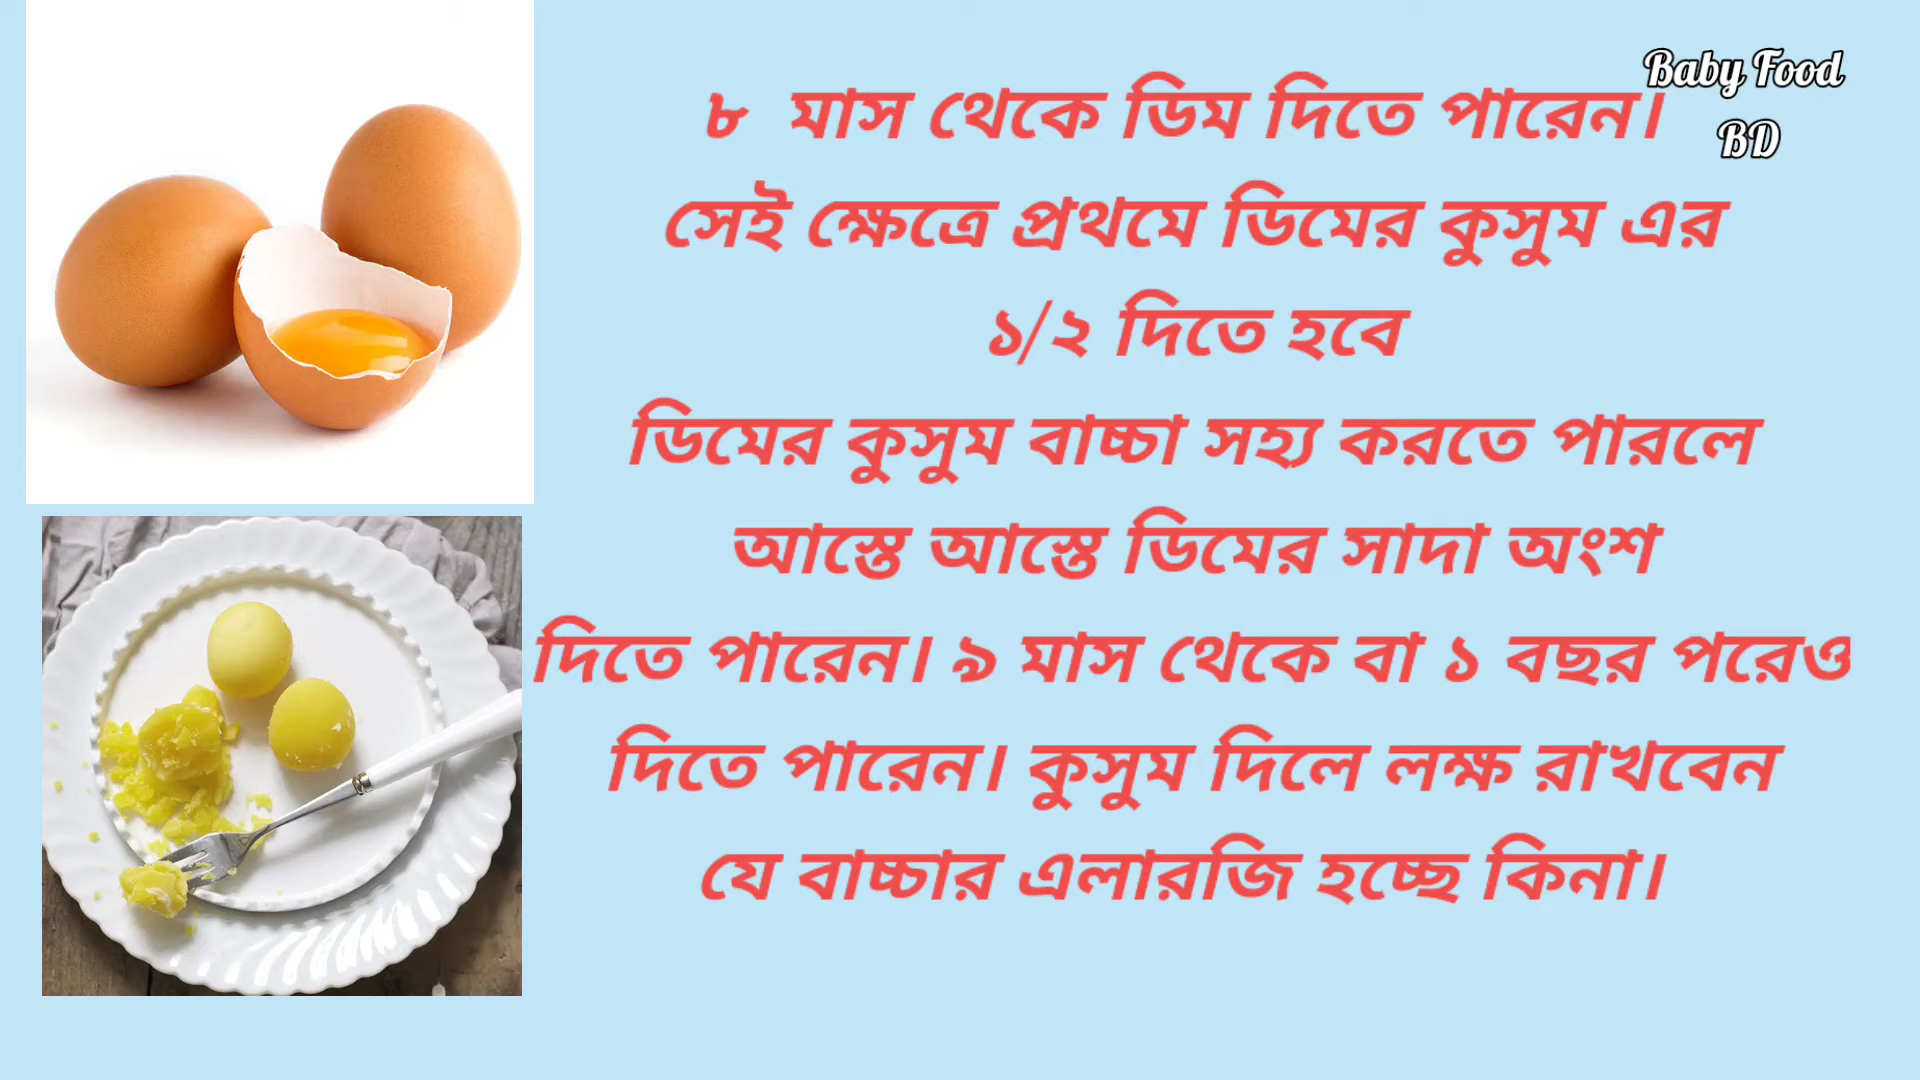 Baby Food
BD
৮ মাস থেকে ডিম দিতে পারেন।
সেই ক্ষেত্রে প্রথমে ডিমের কুসুম এর
১/২ দিতে হবে
ডিমের কুসুম বাচ্চা সহ্য করতে পারলে
আস্তে আস্তে ডিমের সাদা অংশ
দিতে পারেন। ৯ মাস থেকে বা ১ বছর পরেও
দিতে পারেন। কুসুম দিলে লক্ষ রাখবেন
যে বাচ্চার এলারজি হচ্ছে কিনা।